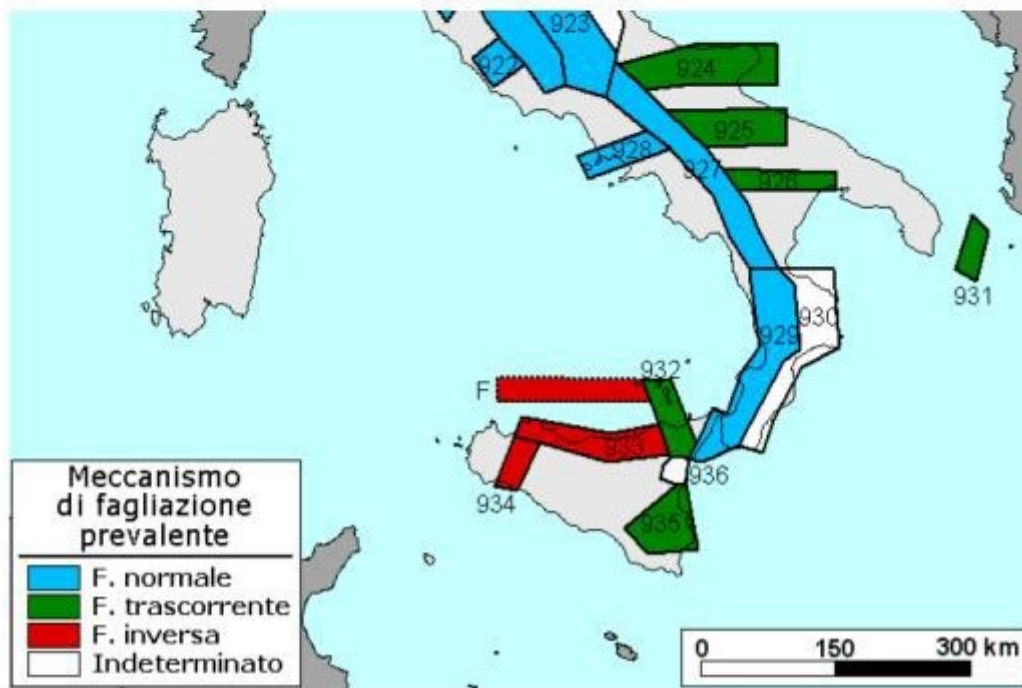 923
922
924
925
928
927
926
931
930
929
932
F
933
936
934
935
Meccanismo
di fagliazione
prevalente
F. normale
F. trascorrente
F. inversa
Indeterminato
0 150 300 km